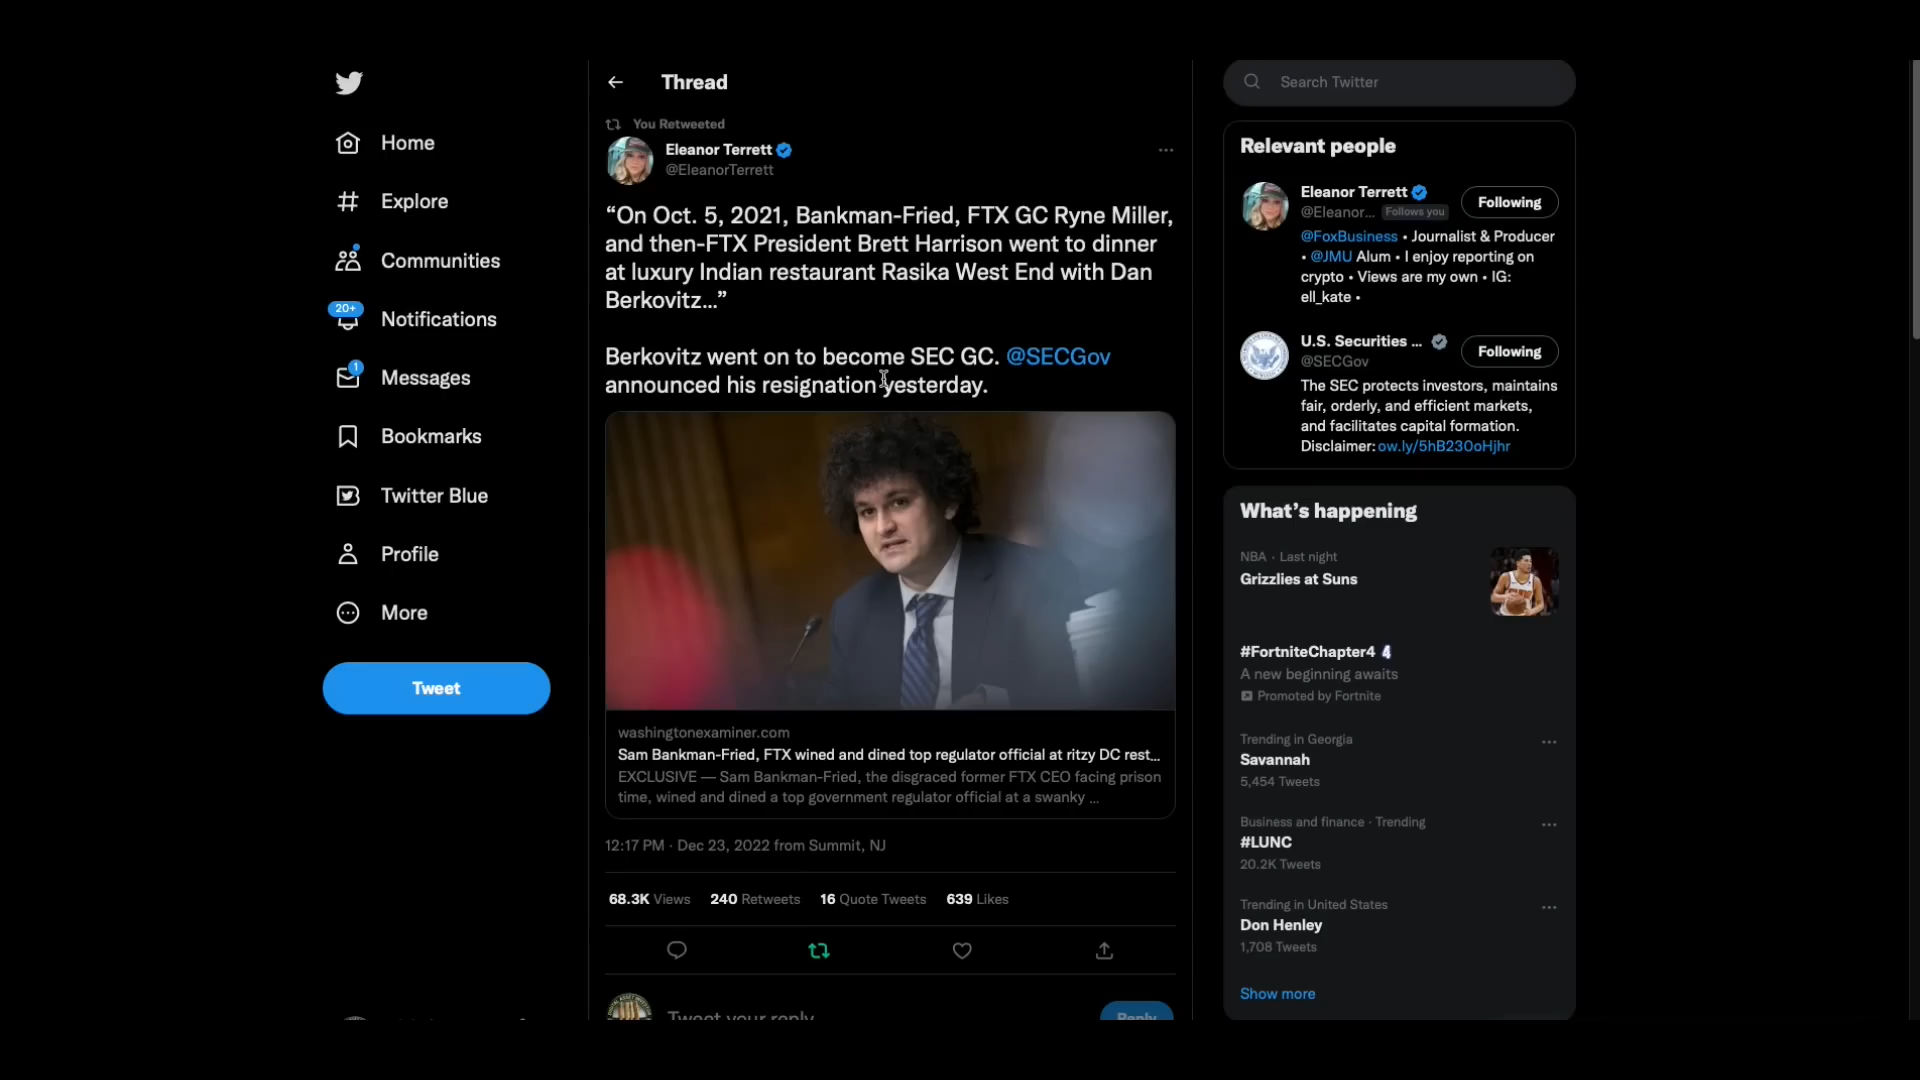 Home
Explore
Communities
20+
Notifications
1
Messages
Bookmarks
Twitter Blue
Profile
More
Tweet
Thread
You Retweeted
Eleanor Terrett
@EleanorTerrett
“On Oct. 5, 2021, Bankman-Fried, FTX GC Ryne Miller,
and then-FTX President Brett Harrison went to dinner
at luxury Indian restaurant Rasika West End with Dan
Berkovitz...”
Berkovitz went on to become SEC GC. @SECGov
announced his resignation yesterday.
washingtonexaminer.com
Sam Bankman-Fried, FTX wined and dined top regulator official at ritzy DC rest...
EXCLUSIVE — Sam Bankman-Fried, the disgraced former FTX CEO facing prison
time, wined and dined a top government regulator official at a swanky ...
12:17 PM · Dec 23, 2022 from Summit, NJ
68.3K Views 240 Retweets 16 Quote Tweets 639 Likes
Tweet your reply
Reply
Search Twitter
Relevant people
Eleanor Terrett
@Eleanor... Follows you
Following
@FoxBusiness • Journalist & Producer
• @JMU Alum • I enjoy reporting on
crypto • Views are my own • IG:
ell_kate •
U.S. Securities ...
@SECGov
Following
The SEC protects investors, maintains
fair, orderly, and efficient markets,
and facilitates capital formation.
Disclaimer: ow.ly/5hB230oHjhr
What’s happening
NBA · Last night
Grizzlies at Suns
#FortniteChapter4
A new beginning awaits
Promoted by Fortnite
Trending in Georgia
Savannah
5,454 Tweets
Business and finance · Trending
#LUNC
20.2K Tweets
Trending in United States
Don Henley
1,708 Tweets
Show more